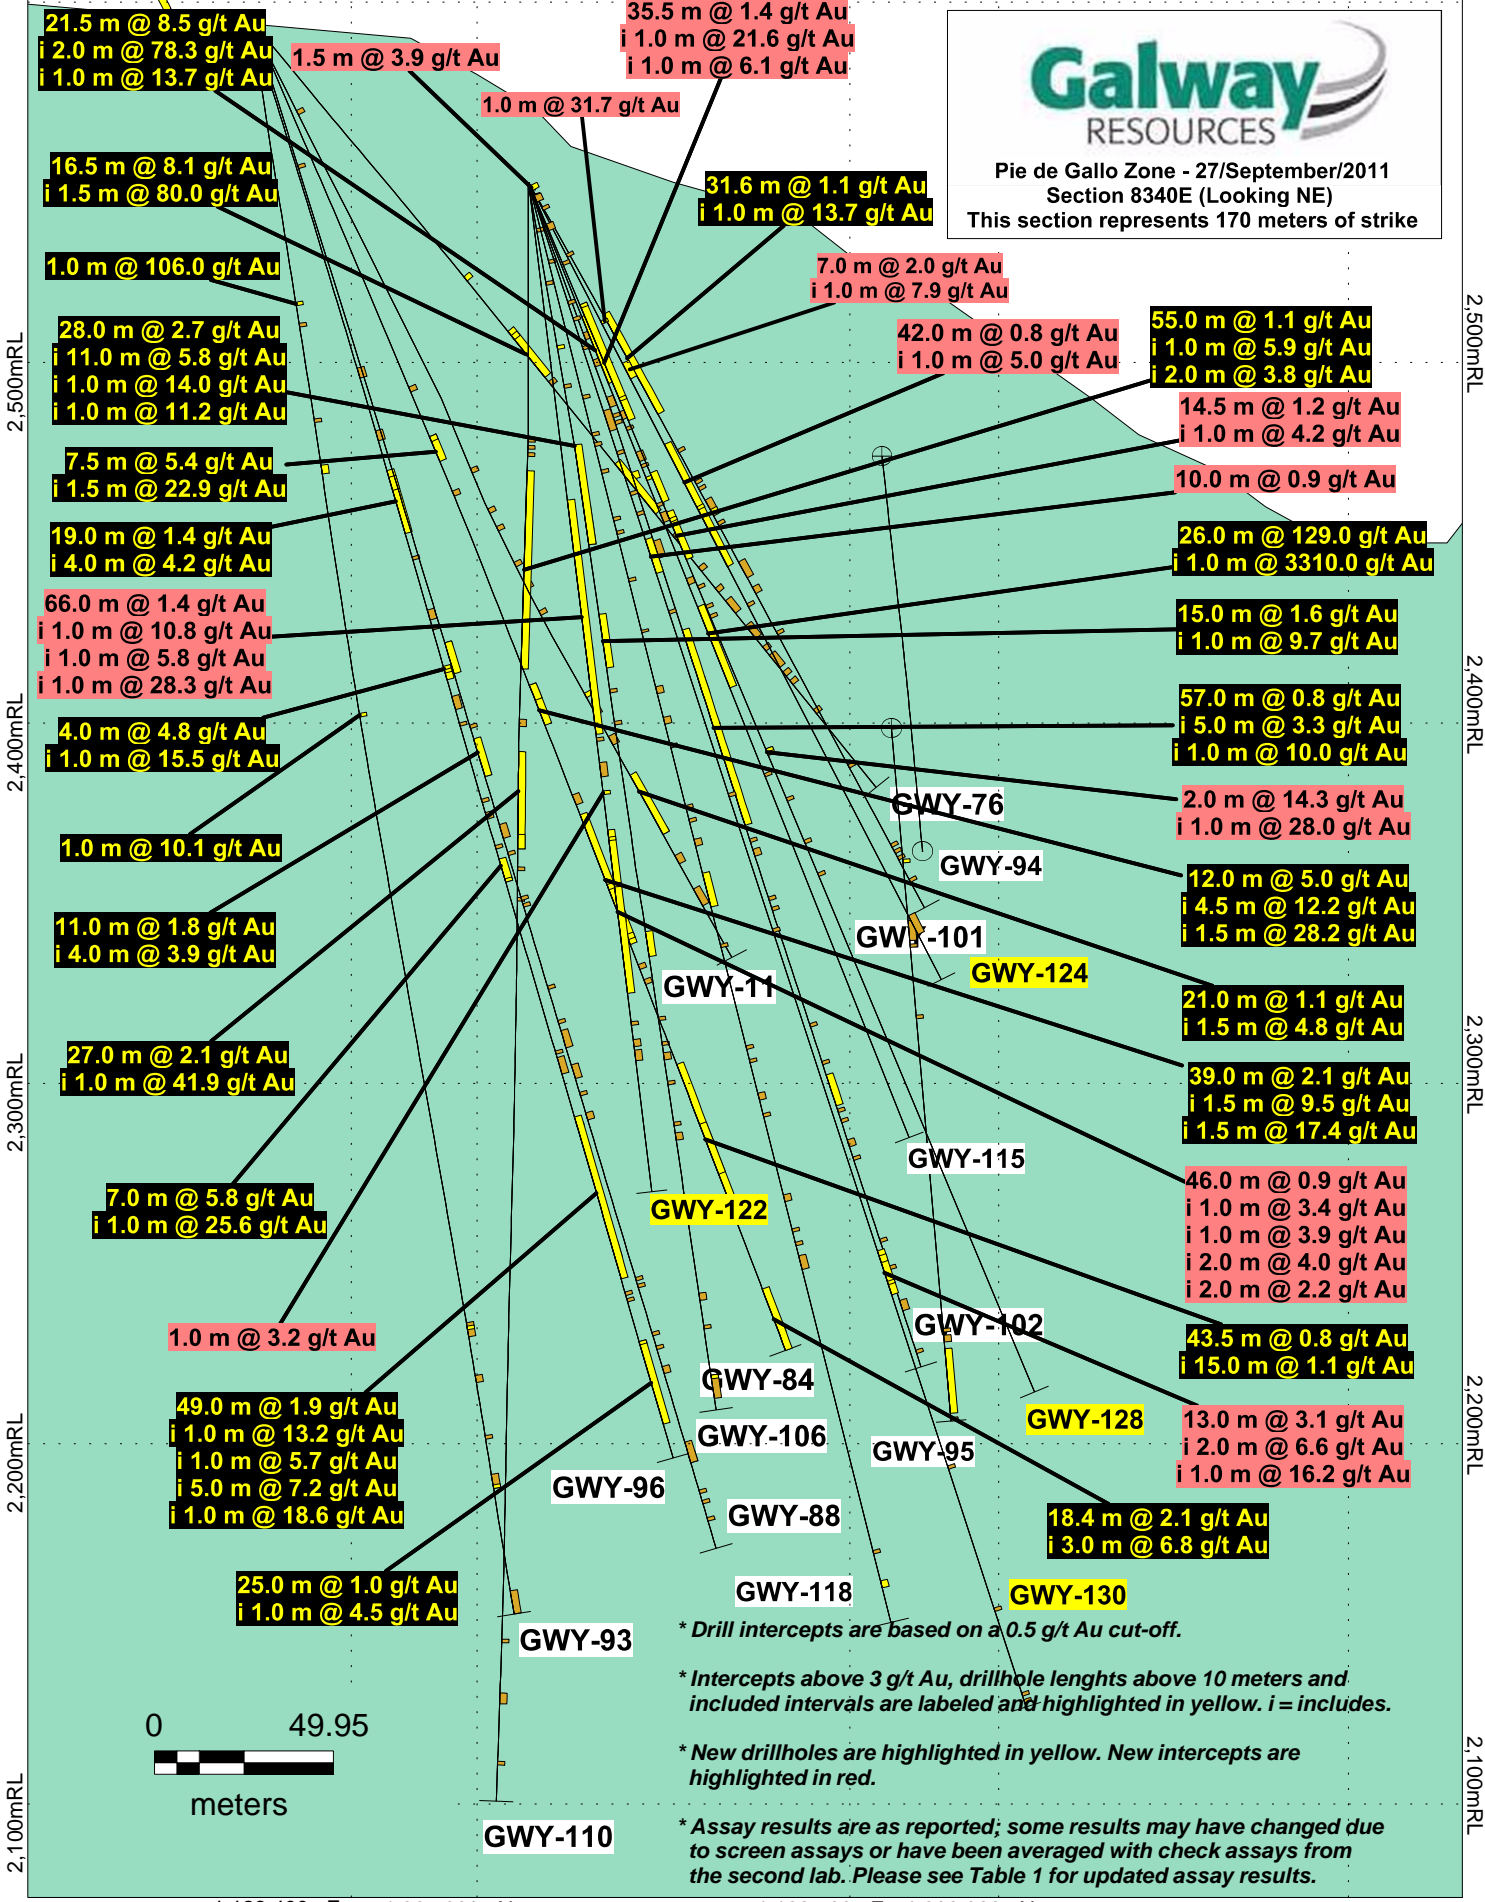 21.5 m @ 8.5 g/t Au
i 2.0 m @ 78.3 g/t Au
i 1.0 m @ 13.7 g/t Au
1.5 m @ 3.9 g/t Au
35.5 m @ 1.4 g/t Au
i 1.0 m @ 21.6 g/t Au
i 1.0 m @ 6.1 g/t Au
1.0 m @ 31.7 g/t Au
Galway
RESOURCES
Pie de Gallo Zone - 27/September/2011
Section 8340E (Looking NE)
This section represents 170 meters of strike
16.5 m @ 8.1 g/t Au
i 1.5 m @ 80.0 g/t Au
31.6 m @ 1.1 g/t Au
i 1.0 m @ 13.7 g/t Au
1.0 m @ 106.0 g/t Au
7.0 m @ 2.0 g/t Au
i 1.0 m @ 7.9 g/t Au
28.0 m @ 2.7 g/t Au
i 11.0 m @ 5.8 g/t Au
i 1.0 m @ 14.0 g/t Au
i 1.0 m @ 11.2 g/t Au
42.0 m @ 0.8 g/t Au
i 1.0 m @ 5.0 g/t Au
55.0 m @ 1.1 g/t Au
i 1.0 m @ 5.9 g/t Au
i 2.0 m @ 3.8 g/t Au
2,500mRL
2,500mRL
14.5 m @ 1.2 g/t Au
i 1.0 m @ 4.2 g/t Au
7.5 m @ 5.4 g/t Au
i 1.5 m @ 22.9 g/t Au
10.0 m @ 0.9 g/t Au
19.0 m @ 1.4 g/t Au
i 4.0 m @ 4.2 g/t Au
26.0 m @ 129.0 g/t Au
i 1.0 m @ 3310.0 g/t Au
66.0 m @ 1.4 g/t Au
i 1.0 m @ 10.8 g/t Au
i 1.0 m @ 5.8 g/t Au
i 1.0 m @ 28.3 g/t Au
15.0 m @ 1.6 g/t Au
i 1.0 m @ 9.7 g/t Au
4.0 m @ 4.8 g/t Au
i 1.0 m @ 15.5 g/t Au
57.0 m @ 0.8 g/t Au
i 5.0 m @ 3.3 g/t Au
i 1.0 m @ 10.0 g/t Au
2,400mRL
2,400mRL
1.0 m @ 10.1 g/t Au
2.0 m @ 14.3 g/t Au
i 1.0 m @ 28.0 g/t Au
GWY-76
GWY-94
12.0 m @ 5.0 g/t Au
i 4.5 m @ 12.2 g/t Au
i 1.5 m @ 28.2 g/t Au
11.0 m @ 1.8 g/t Au
i 4.0 m @ 3.9 g/t Au
GWY-101
GWY-124
GWY-11
21.0 m @ 1.1 g/t Au
i 1.5 m @ 4.8 g/t Au
27.0 m @ 2.1 g/t Au
i 1.0 m @ 41.9 g/t Au
39.0 m @ 2.1 g/t Au
i 1.5 m @ 9.5 g/t Au
i 1.5 m @ 17.4 g/t Au
2,300mRL
2,300mRL
GWY-115
7.0 m @ 5.8 g/t Au
i 1.0 m @ 25.6 g/t Au
GWY-122
46.0 m @ 0.9 g/t Au
i 1.0 m @ 3.4 g/t Au
i 1.0 m @ 3.9 g/t Au
i 2.0 m @ 4.0 g/t Au
i 2.0 m @ 2.2 g/t Au
1.0 m @ 3.2 g/t Au
GWY-102
43.5 m @ 0.8 g/t Au
i 15.0 m @ 1.1 g/t Au
GWY-84
49.0 m @ 1.9 g/t Au
i 1.0 m @ 13.2 g/t Au
i 1.0 m @ 5.7 g/t Au
i 5.0 m @ 7.2 g/t Au
i 1.0 m @ 18.6 g/t Au
GWY-128
GWY-106
GWY-95
13.0 m @ 3.1 g/t Au
i 2.0 m @ 6.6 g/t Au
i 1.0 m @ 16.2 g/t Au
2,200mRL
2,200mRL
GWY-96
GWY-88
18.4 m @ 2.1 g/t Au
i 3.0 m @ 6.8 g/t Au
25.0 m @ 1.0 g/t Au
i 1.0 m @ 4.5 g/t Au
GWY-118
GWY-130
GWY-93
* Drill intercepts are based on a 0.5 g/t Au cut-off.
* Intercepts above 3 g/t Au, drillhole lenghts above 10 meters and
included intervals are labeled and highlighted in yellow. i = includes.
0 49.95
meters
* New drillholes are highlighted in yellow. New intercepts are
highlighted in red.
2,100mRL
2,100mRL
GWY-110
* Assay results are as reported; some results may have changed due
to screen assays or have been averaged with check assays from
the second lab. Please see Table 1 for updated assay results.